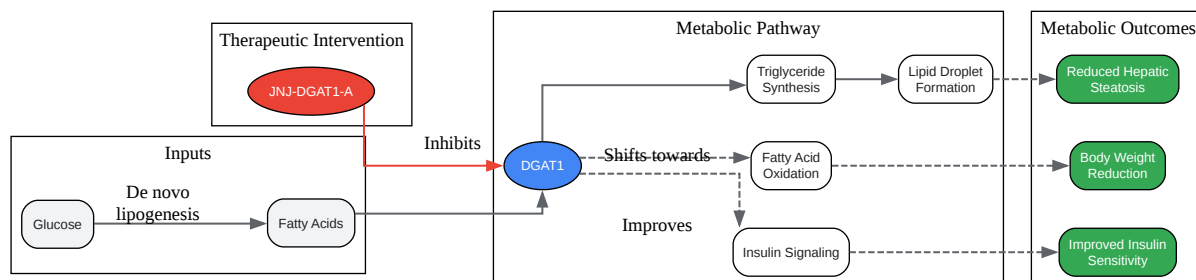 Therapeutic Intervention
JNJ-DGAT1-A
Inputs
De novo
lipogenesis
Glucose
Fatty Acids
Inhibits
Metabolic Pathway
DGAT1
Triglyceride
Synthesis
Lipid Droplet
Formation
Shifts towards
Fatty Acid
Oxidation
Improves
Insulin Signaling
Metabolic Outcomes
Reduced Hepatic
Steatosis
Body Weight
Reduction
Improved Insulin
Sensitivity